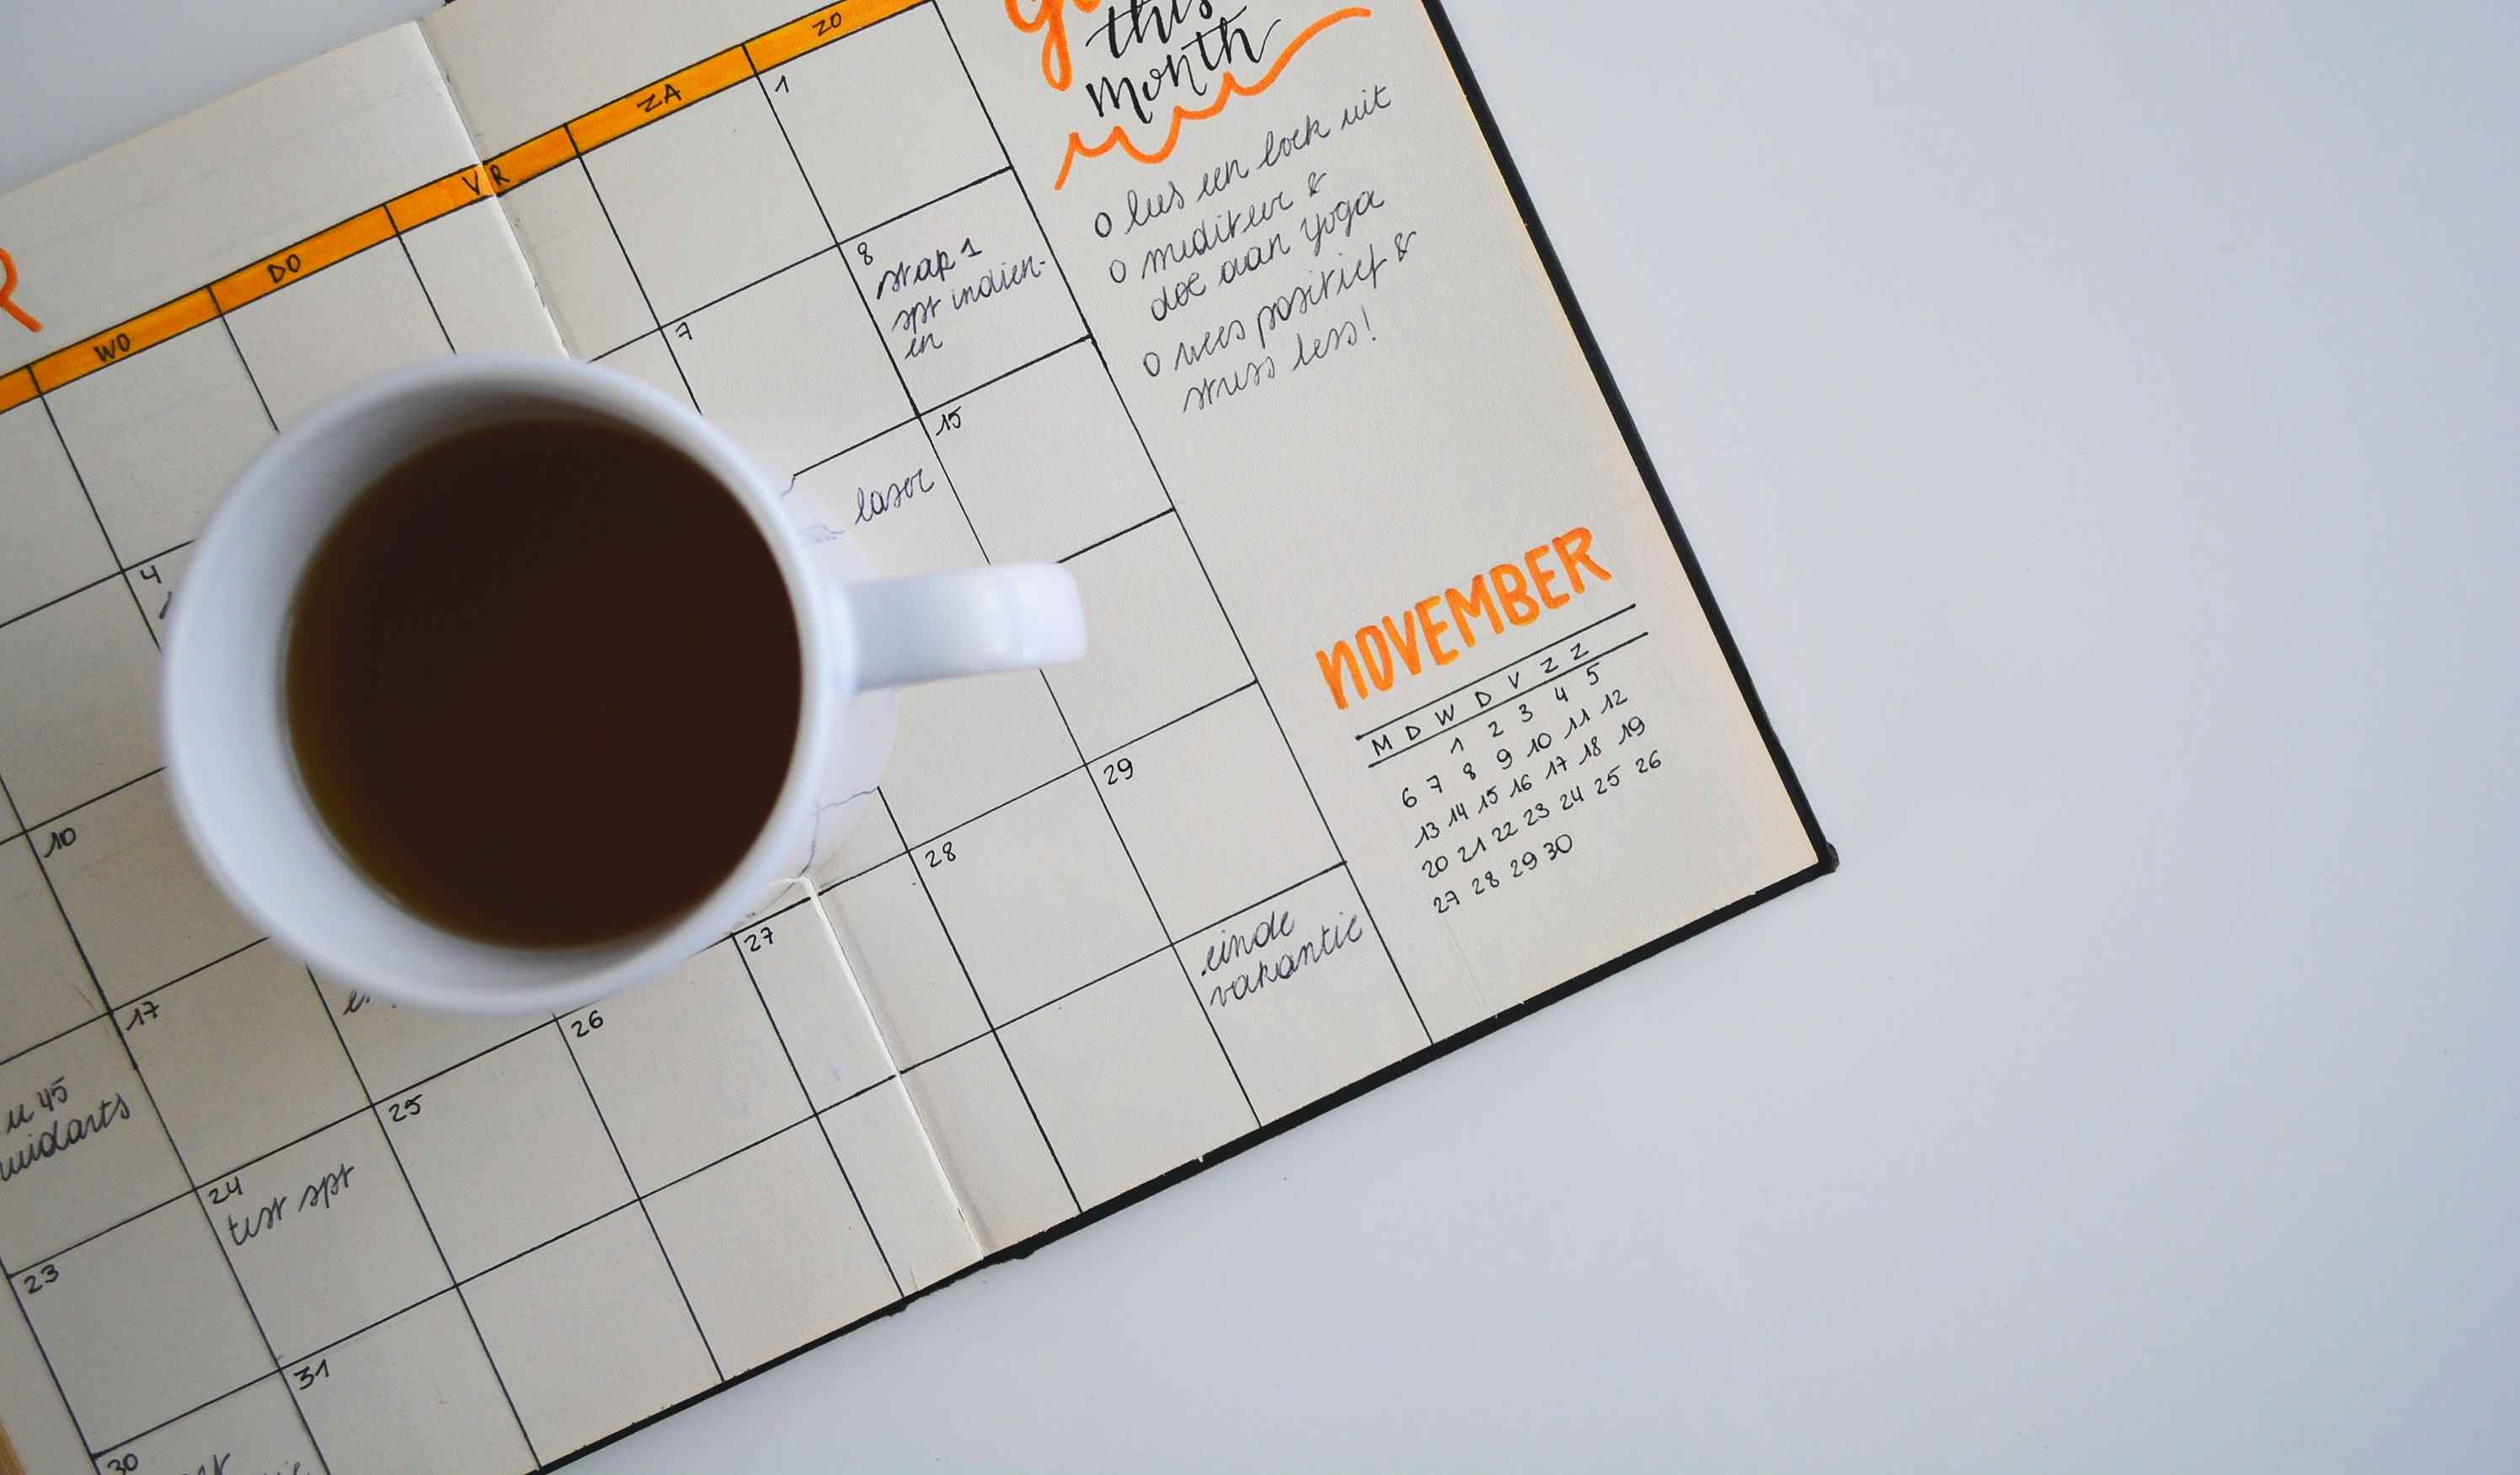 R
WO DO VR ZA ZO
1
4
7
8
stap 1
spt indien-
en
10
laser
15
17
u 45
23
24
test spt
25
26
27
28
29
30
31
einde
vakantie
this
month
o lees een boek uit
o mediteer &
doe aan yoga
o wees positief &
stress less!
NOVEMBER
M D W D V Z Z
1 2 3 4 5
6 7 8 9 10 11 12
13 14 15 16 17 18 19
20 21 22 23 24 25 26
27 28 29 30